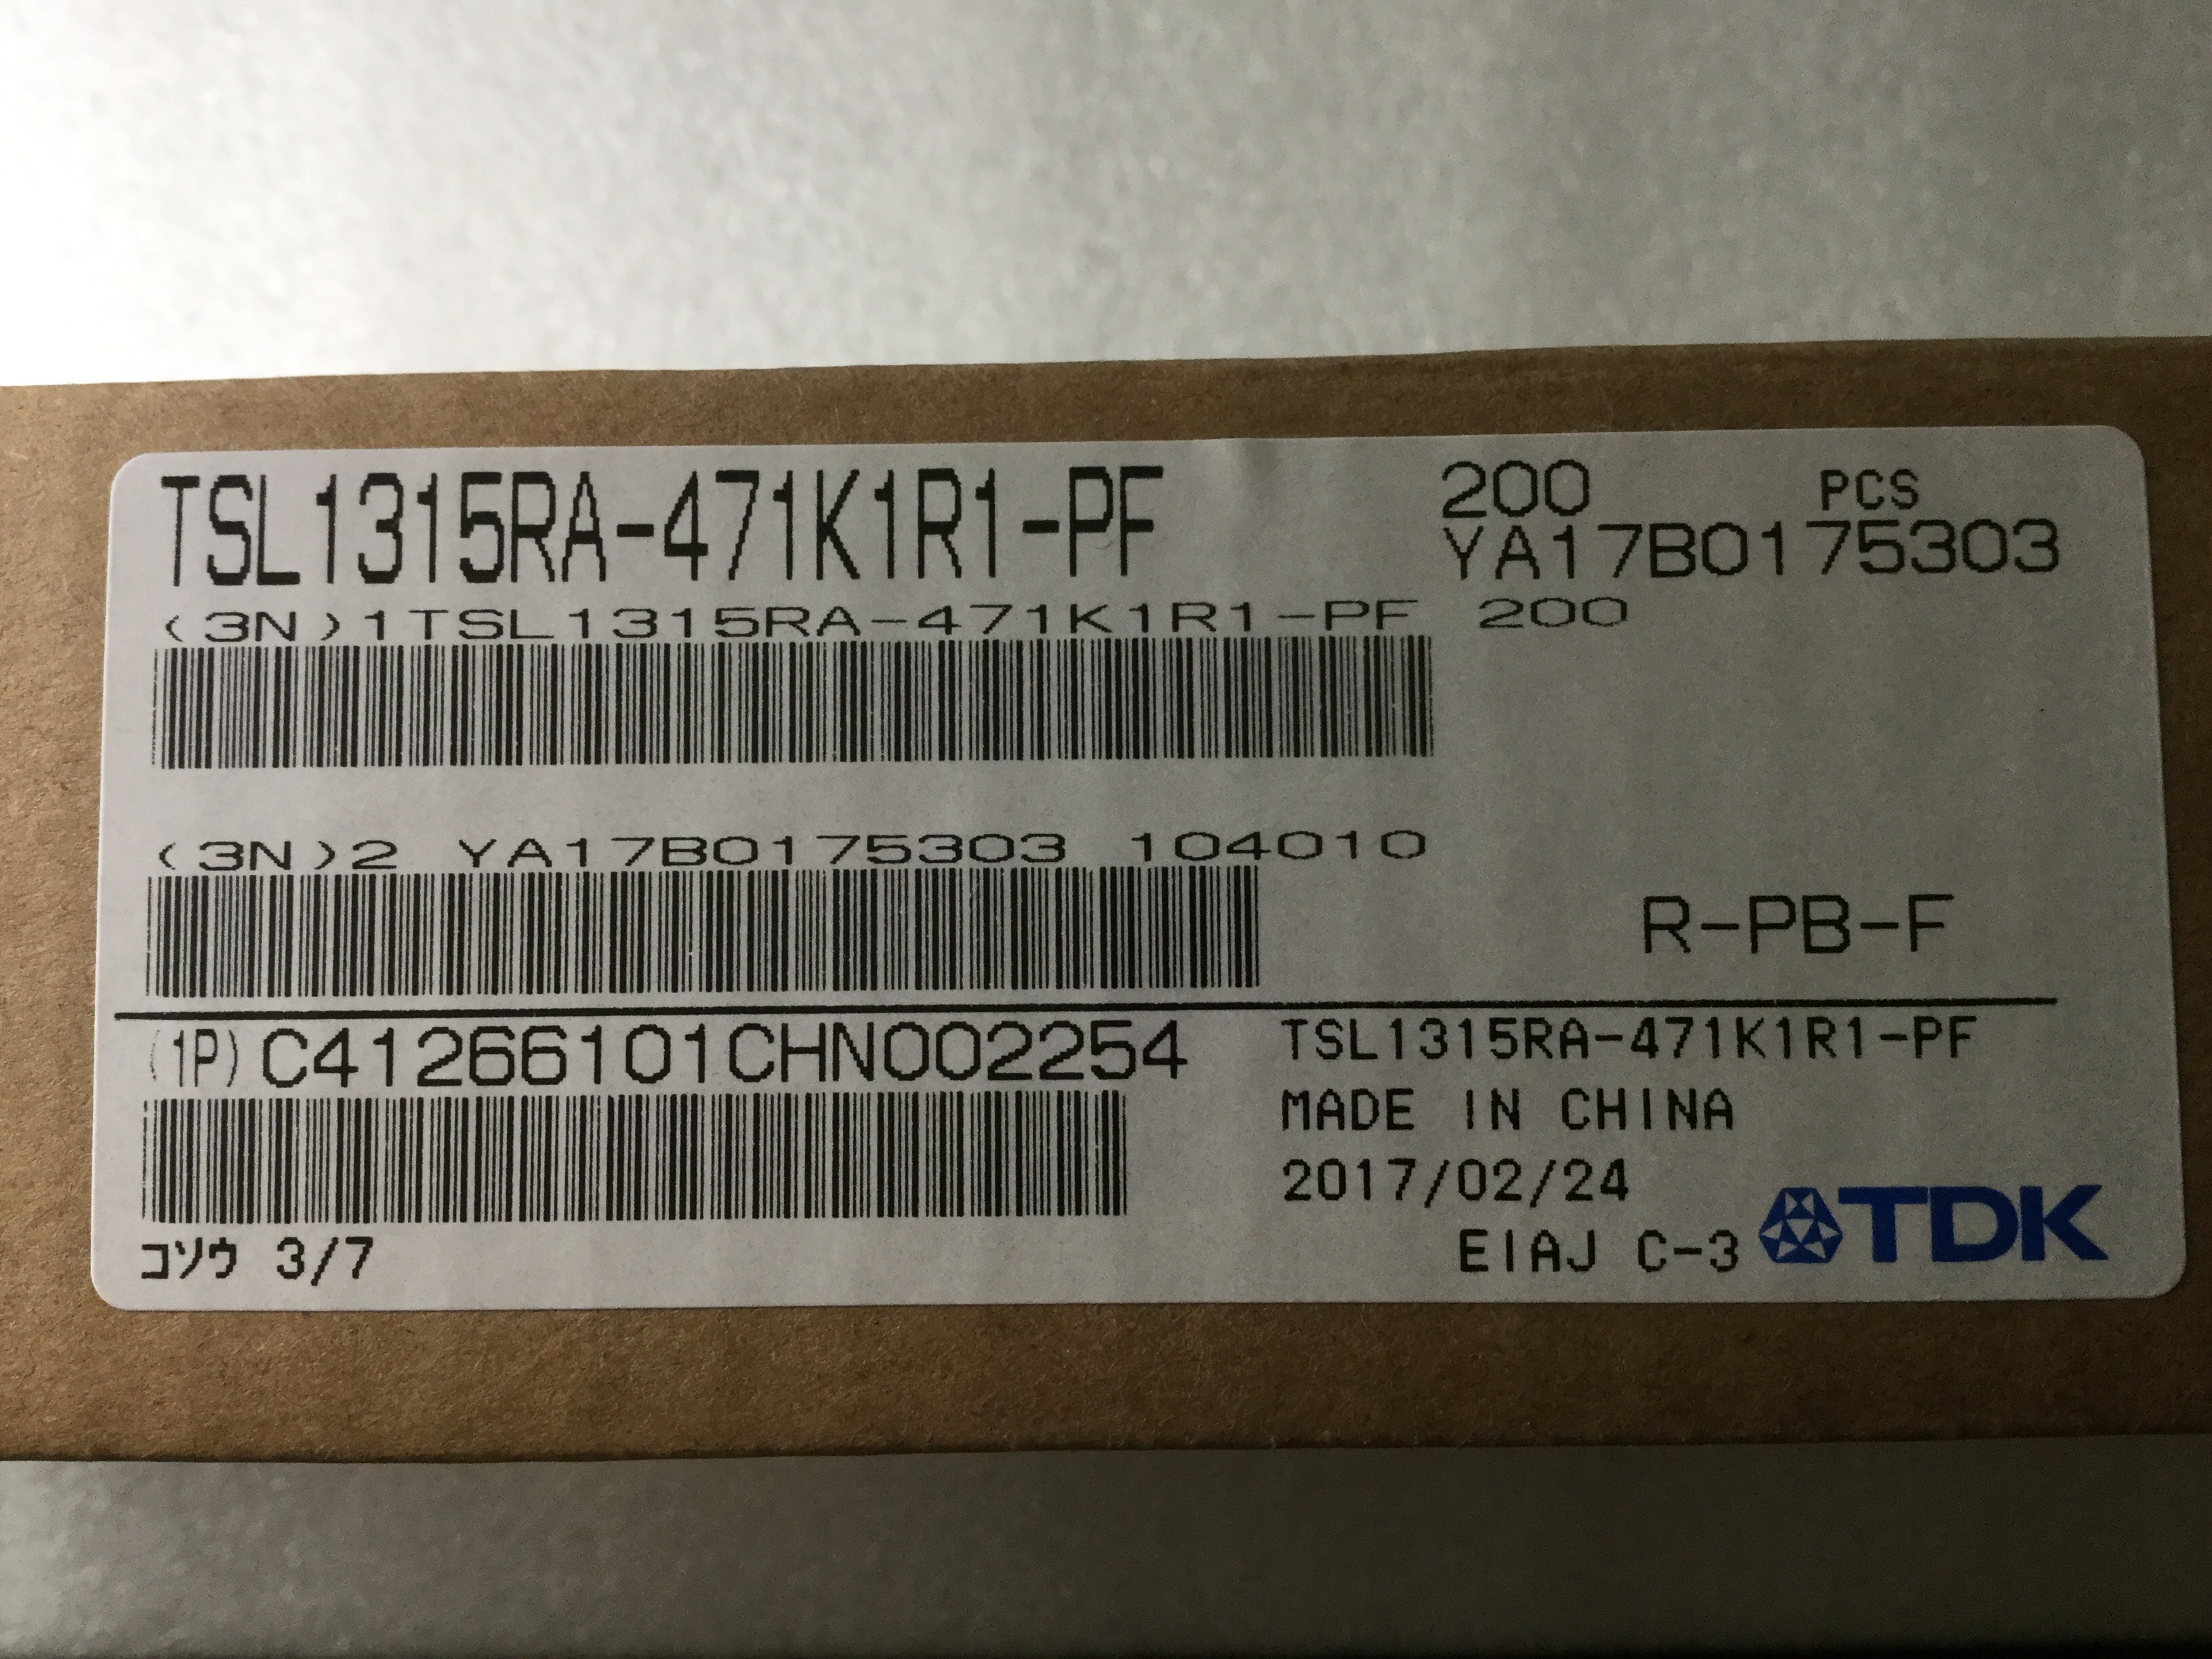 TSL1315RA-471K1R1-PF
200 PCS
YA17B0175303
(3N)1TSL1315RA-471K1R1-PF 200
(3N)2 YA17B0175303 104010
R-PB-F
(1P) C41266101CHN002254
TSL1315RA-471K1R1-PF
MADE IN CHINA
2017/02/24
EIAJ C-3 TDK
コソウ 3/7